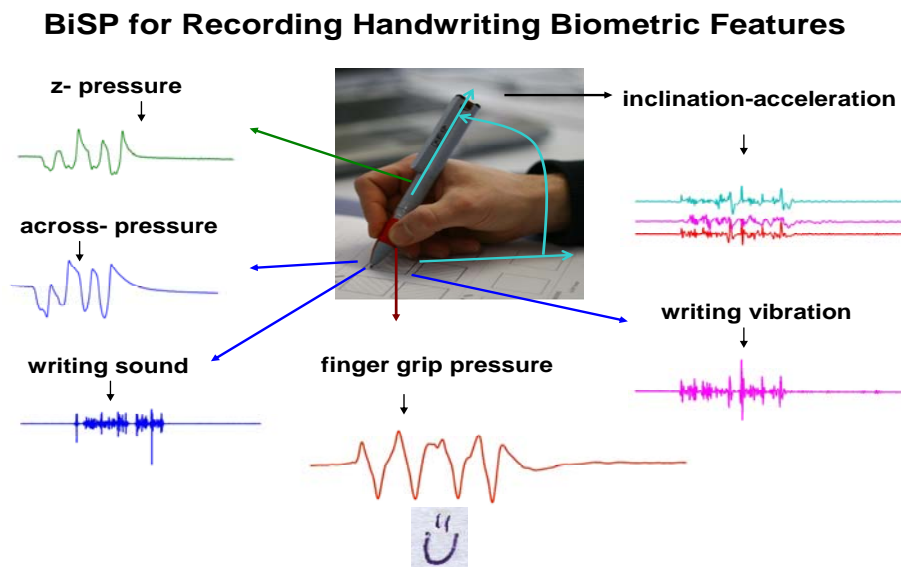 BiSP for Recording Handwriting Biometric Features
z- pressure
inclination-acceleration
across- pressure
writing vibration
writing sound
finger grip pressure